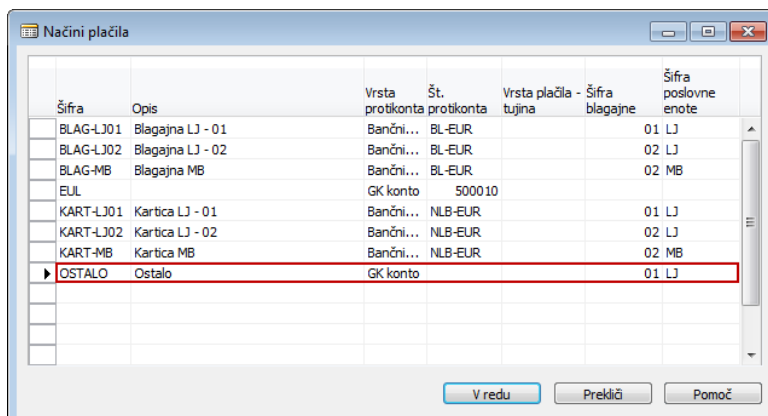 Načini plačila
Šifra Opis Vrsta protikonta Št. protikonta Vrsta plačila - tujina Šifra blagajne Šifra poslovne enote
BLAG-LJ01 Blagajna LJ - 01 Bančni... BL-EUR 01 LJ
BLAG-LJ02 Blagajna LJ - 02 Bančni... BL-EUR 02 LJ
BLAG-MB Blagajna MB Bančni... BL-EUR 02 MB
EUL GK konto 500010
KART-LJ01 Kartica LJ - 01 Bančni... NLB-EUR 01 LJ
KART-LJ02 Kartica LJ - 02 Bančni... NLB-EUR 02 LJ
KART-MB Kartica MB Bančni... NLB-EUR 02 MB
OSTALO Ostalo GK konto 01 LJ
V redu Prekliči Pomoč